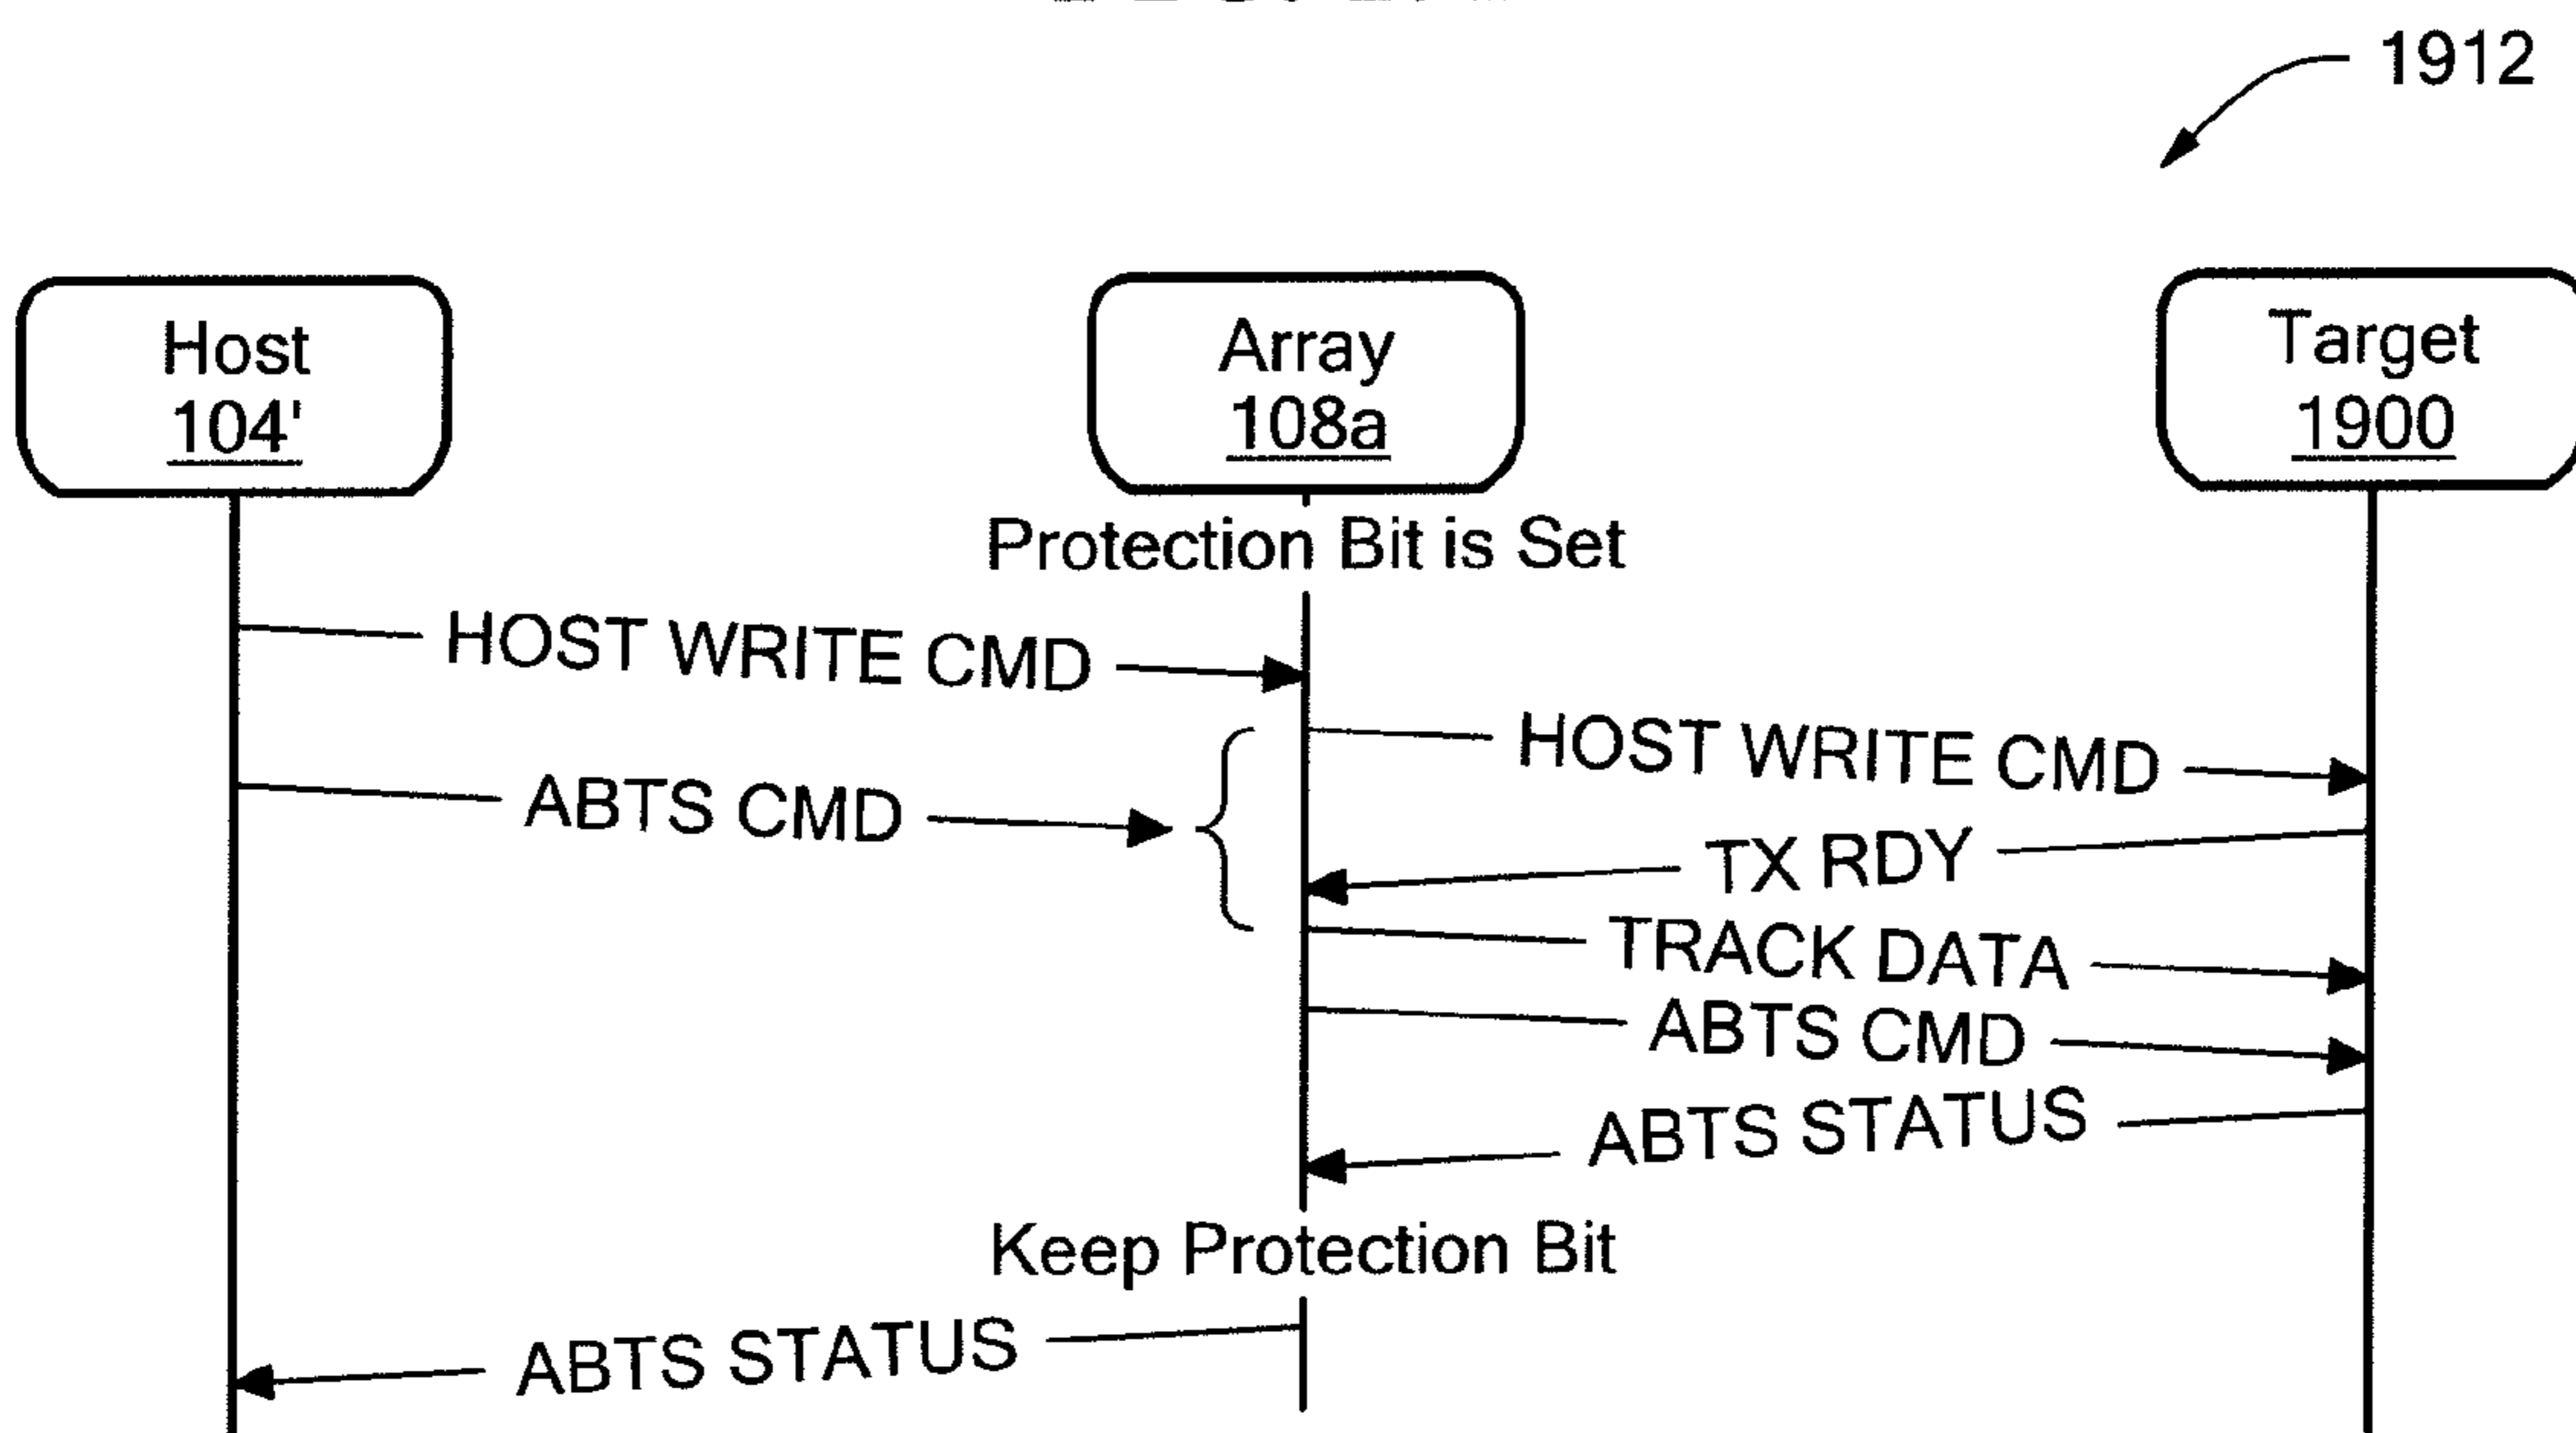 1912
Host
104'
Array
108a
Target
1900
Protection Bit is Set
HOST WRITE CMD
HOST WRITE CMD
ABTS CMD
TX RDY
TRACK DATA
ABTS CMD
ABTS STATUS
Keep Protection Bit
ABTS STATUS